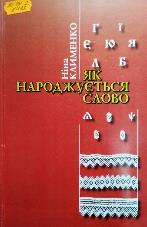 Г І
Е Ю Я
Л Б
Ніна
КЛИМЕНКО
ЯК
НАРОДЖУЄТЬСЯ
СЛОВО